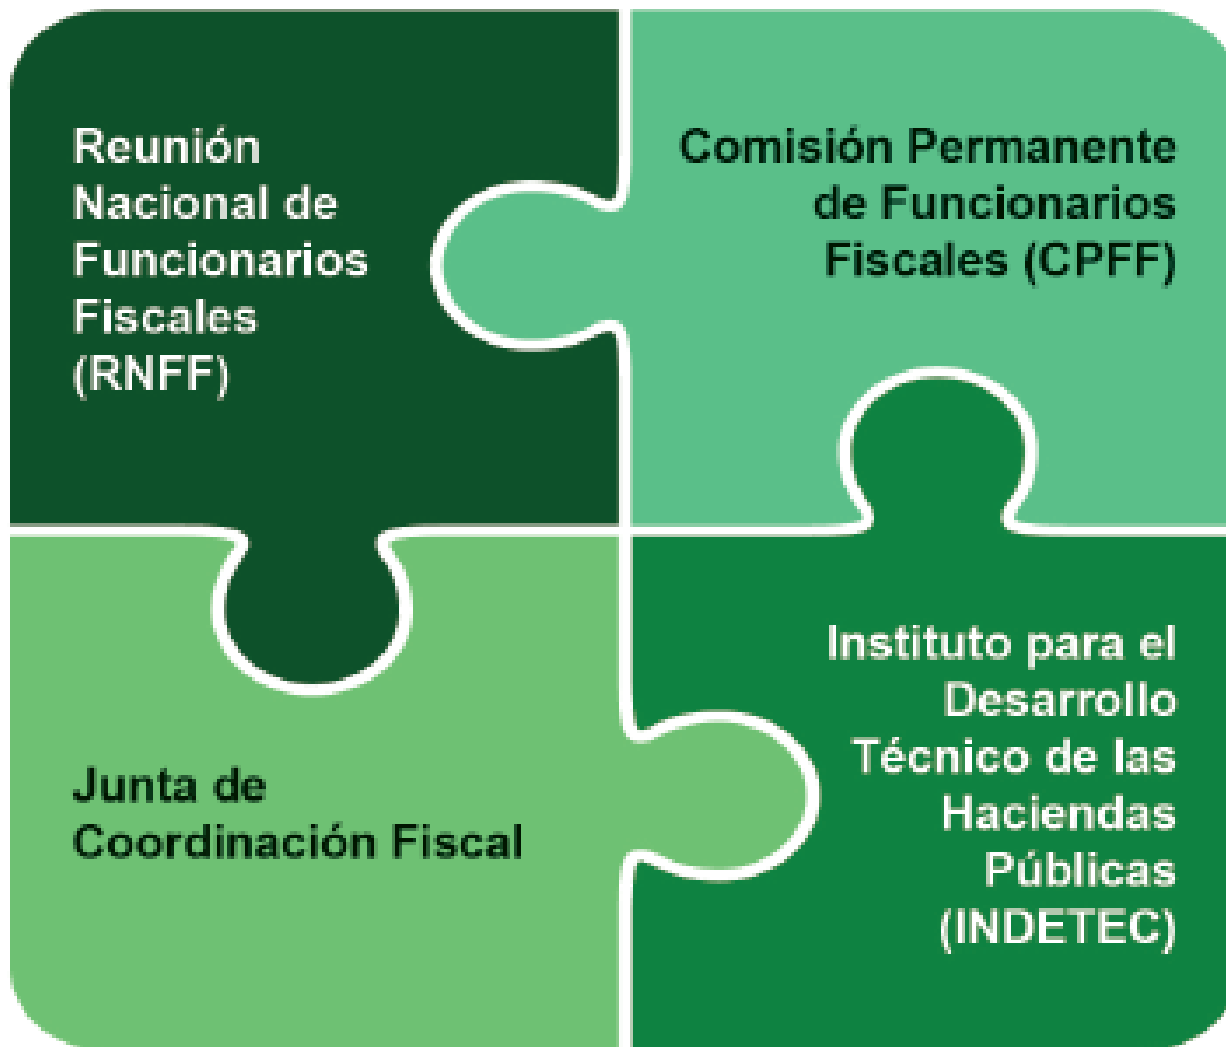 Reunión
Nacional de
Funcionarios
Fiscales
(RNFF)
Comisión Permanente
de Funcionarios
Fiscales (CPFF)
Junta de
Coordinación Fiscal
Instituto para el
Desarrollo
Técnico de las
Haciendas
Públicas
(INDETEC)